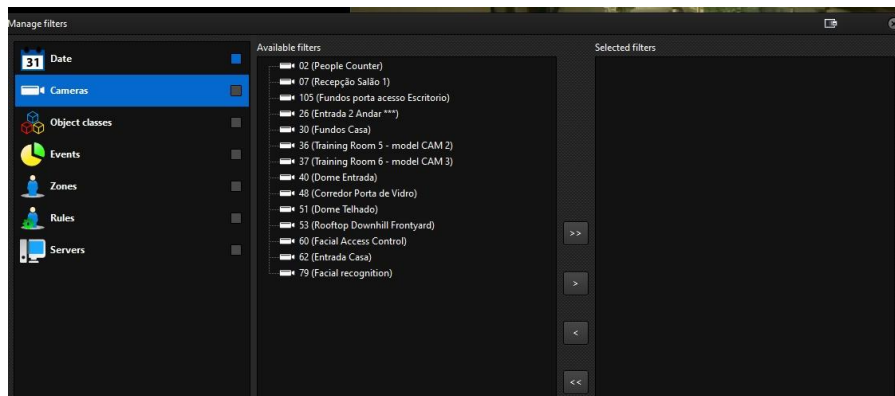 Manage filters
31 Date
Cameras
Object classes
Events
Zones
Rules
Servers
Available filters
02 (People Counter)
07 (Recepção Salão 1)
105 (Fundos porta acesso Escritorio)
26 (Entrada 2 Andar ***)
30 (Fundos Casa)
36 (Training Room 5 - model CAM 2)
37 (Training Room 6 - model CAM 3)
40 (Dome Entrada)
48 (Corredor Porta de Vidro)
51 (Dome Telhado)
53 (Rooftop Downhill Frontyard)
60 (Facial Access Control)
62 (Entrada Casa)
79 (Facial recognition)
>>
>
<
<<
Selected filters